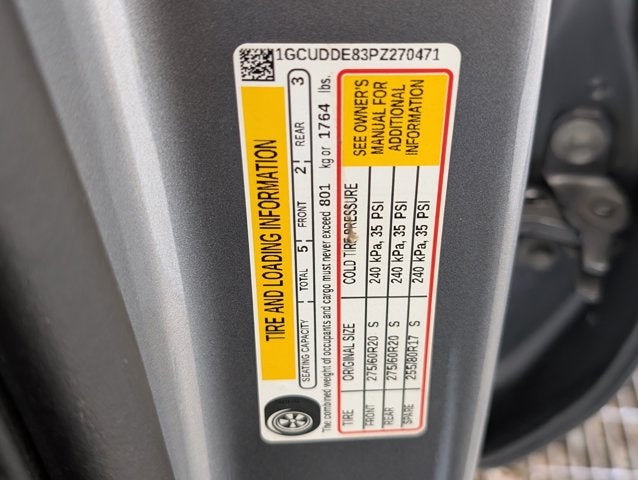 1GCUDDE83PZ270471
TIRE AND LOADING INFORMATION
SEATING CAPACITY TOTAL 5 FRONT 2 REAR 3
The combined weight of occupants and cargo must never exceed 801 kg or 1764 lbs.
TIRE ORIGINAL SIZE COLD TIRE PRESSURE
FRONT 275/60R20 S 240 kPa, 35 PSI
REAR 275/60R20 S 240 kPa, 35 PSI
SPARE 255/80R17 S 240 kPa, 35 PSI
SEE OWNER'S
MANUAL FOR
ADDITIONAL
INFORMATION